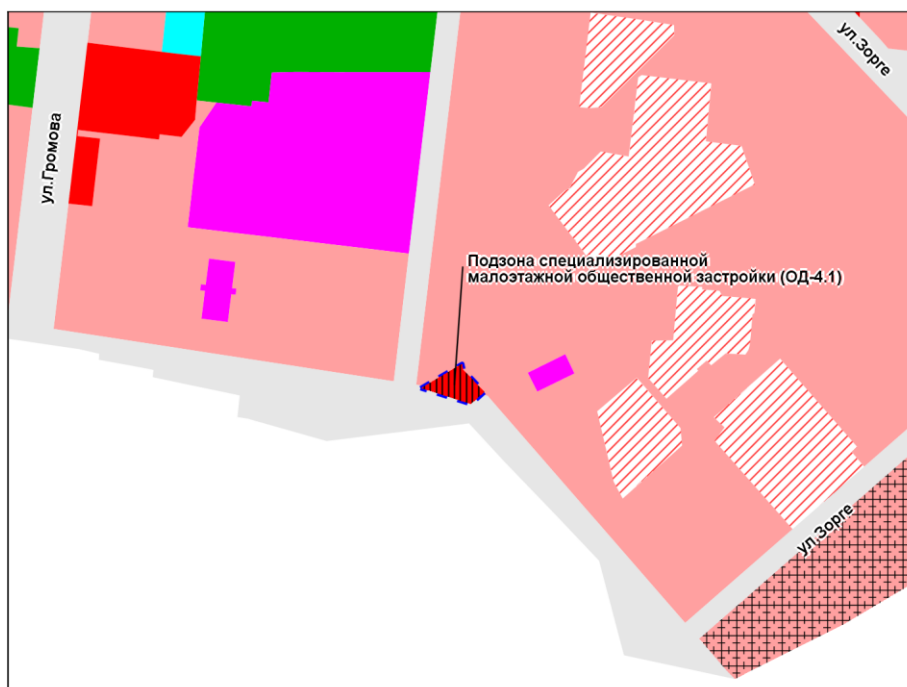 ул.Зорге
ул.Громова
Подзона специализированной
малоэтажной общественной застройки (ОД-4.1)
ул.Зорге